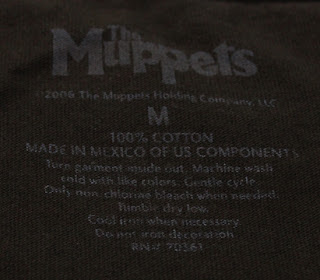 The
Muppets
©2006 The Muppets Holding Company, LLC
M
100% COTTON
MADE IN MEXICO OF US COMPONENTS
Turn garment inside out. Machine wash
cold with like colors. Gentle cycle
Only non-chlorine bleach when needed.
Tumble dry low.
Cool iron when necessary
Do not iron decoration.
RN# 70361